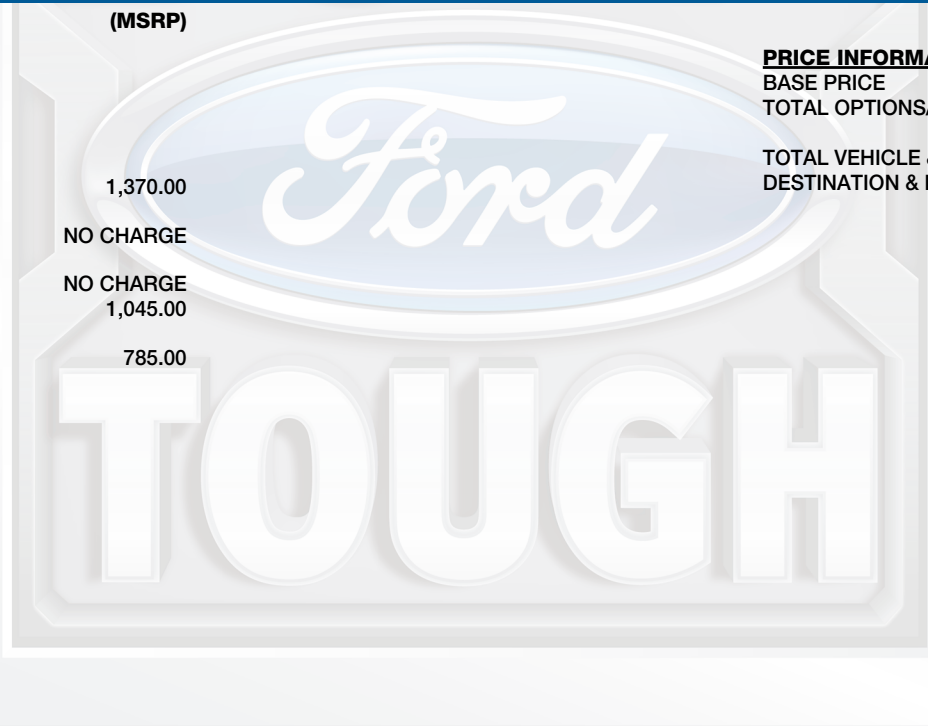 (MSRP)
1,370.00
NO CHARGE
NO CHARGE
1,045.00
785.00
PRICE INFORMA
BASE PRICE
TOTAL OPTIONS
TOTAL VEHICLE
DESTINATION &
Ford
TOUGH